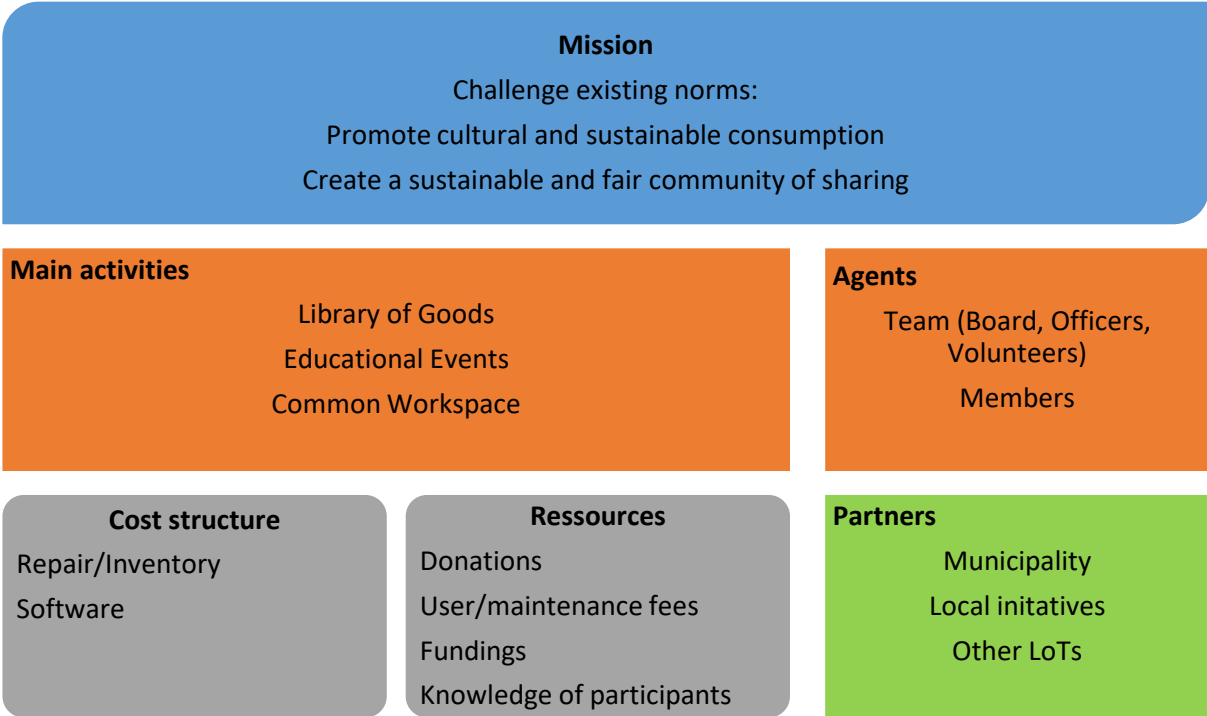 Mission
Challenge existing norms:
Promote cultural and sustainable consumption
Create a sustainable and fair community of sharing
Main activities
Library of Goods
Educational Events
Common Workspace
Agents
Team (Board, Officers,
Volunteers)
Members
Cost structure
Repair/Inventory
Software
Ressources
Donations
User/maintenance fees
Fundings
Knowledge of participants
Partners
Municipality
Local initatives
Other LoTs